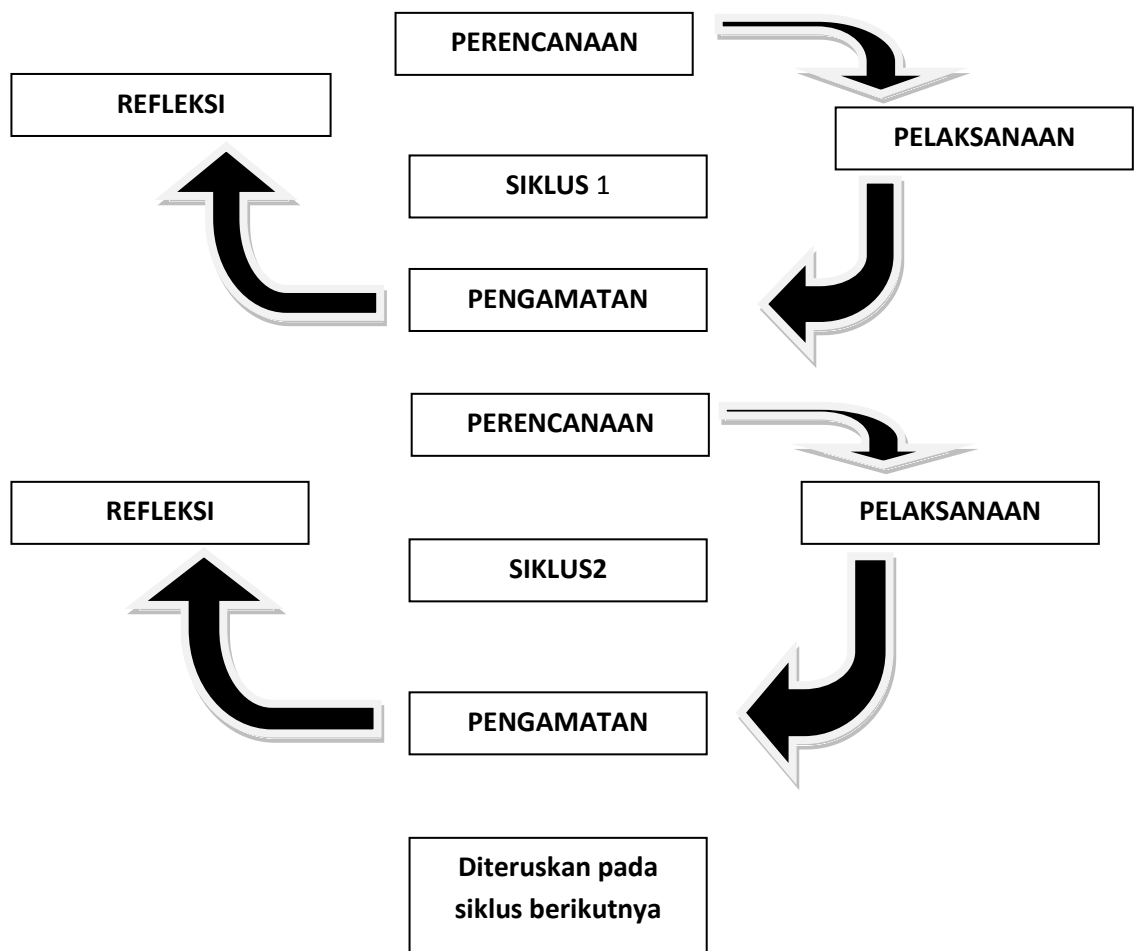 PERENCANAAN
REFLEKSI
PELAKSANAAN
SIKLUS 1
PENGAMATAN
PERENCANAAN
REFLEKSI
PELAKSANAAN
SIKLUS2
PENGAMATAN
Diteruskan pada
siklus berikutnya